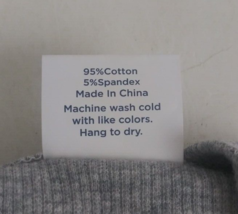 95%Cotton
5%Spandex
Made In China
Machine wash cold
with like colors.
Hang to dry.